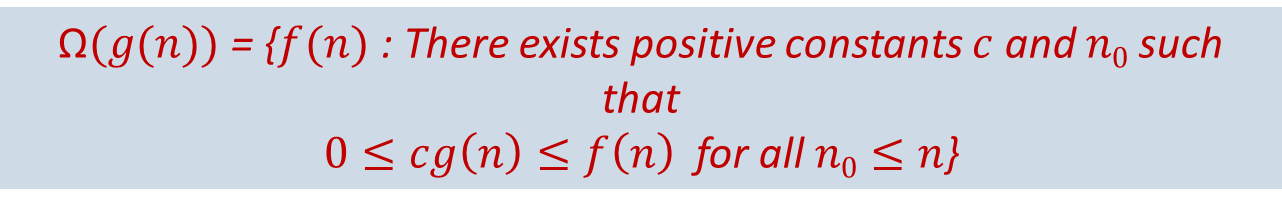 Ω(g(n)) = {f(n) : There exists positive constants c and n₀ such
that
0 ≤ cg(n) ≤ f(n) for all n₀ ≤ n}